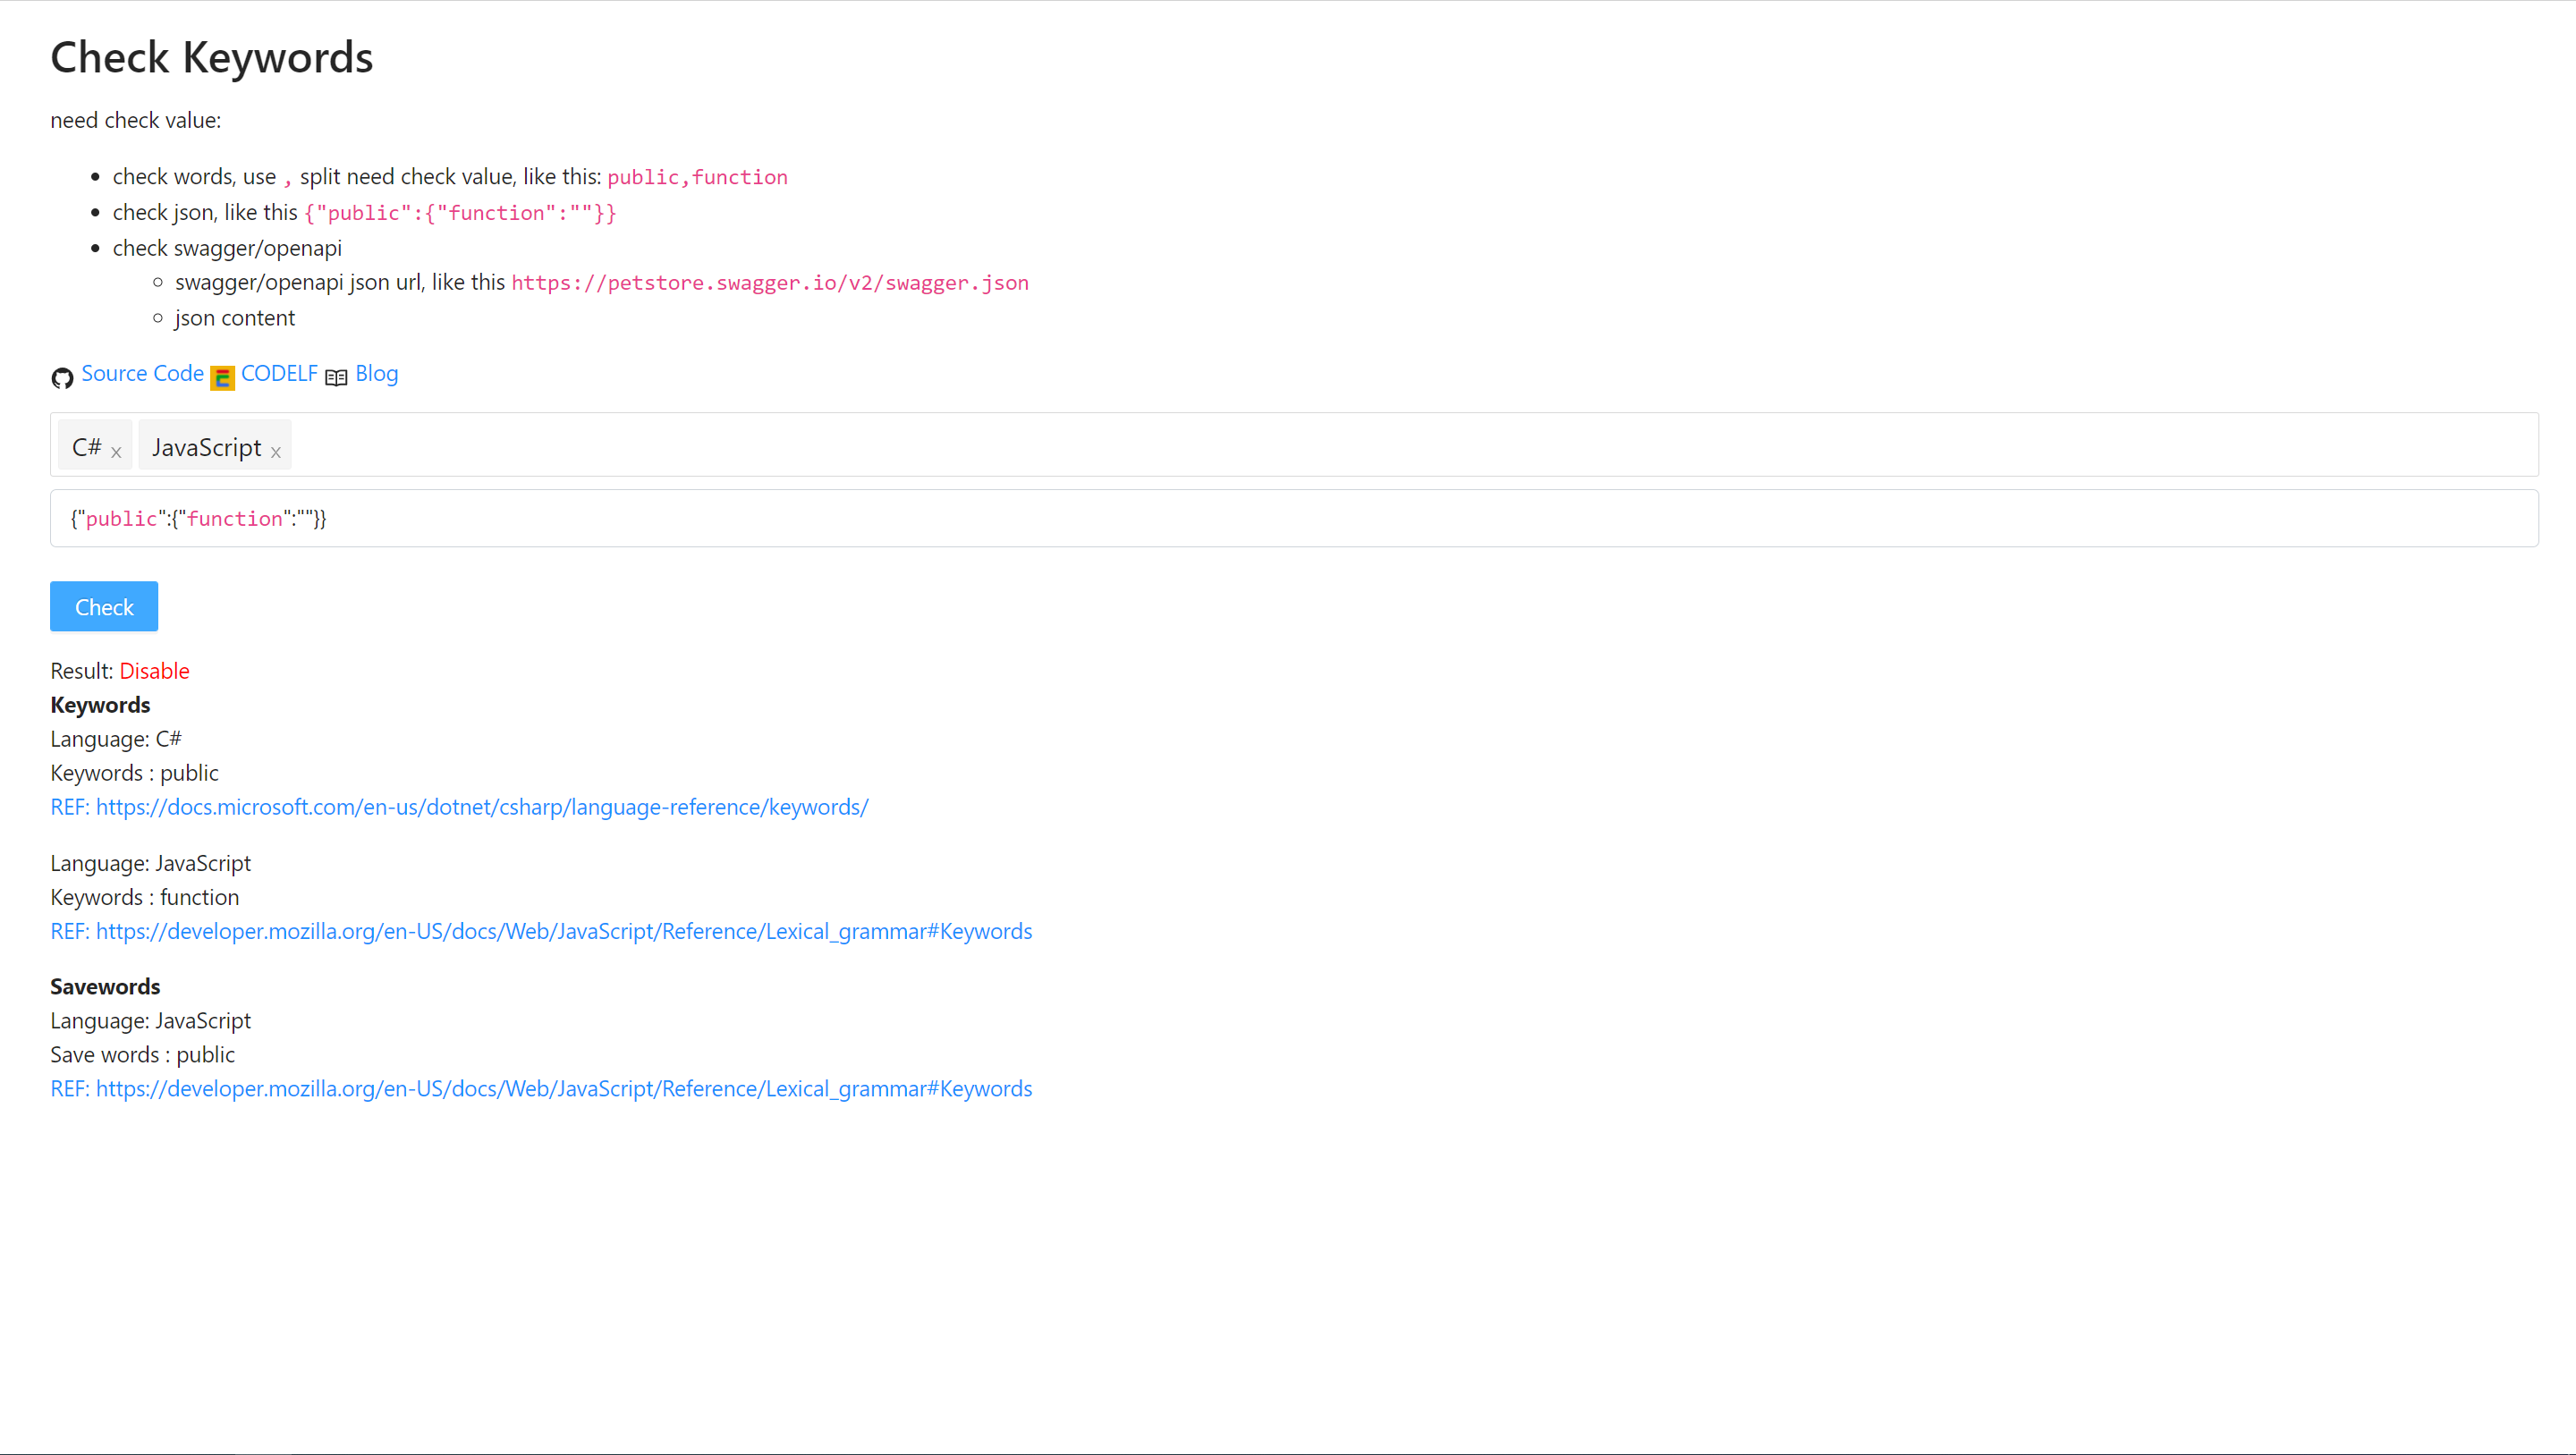 Check Keywords
need check value:
check words, use , split need check value, like this: public,function
check json, like this {"public":{"function":""}}
check swagger/openapi
swagger/openapi json url, like this https://petstore.swagger.io/v2/swagger.json
json content
Source Code CODELF Blog
C# x JavaScript x
{"public":{"function":""}}
Check
Result: Disable
Keywords
Language: C#
Keywords : public
REF: https://docs.microsoft.com/en-us/dotnet/csharp/language-reference/keywords/
Language: JavaScript
Keywords : function
REF: https://developer.mozilla.org/en-US/docs/Web/JavaScript/Reference/Lexical_grammar#Keywords
Savewords
Language: JavaScript
Save words : public
REF: https://developer.mozilla.org/en-US/docs/Web/JavaScript/Reference/Lexical_grammar#Keywords